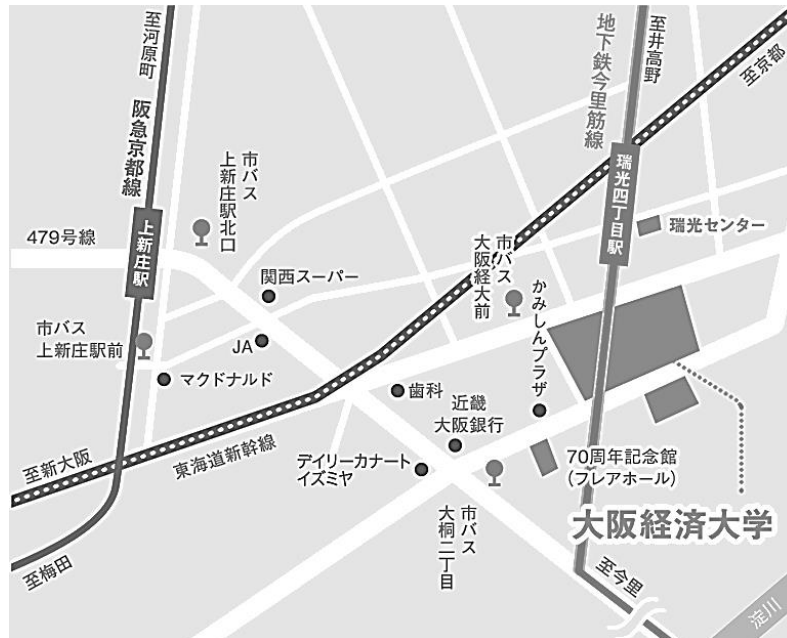 至河原町
阪急京都線
上新庄駅
市バス
上新庄駅北口
479号線
関西スーパー
JA
市バス
上新庄駅前
マクドナルド
至新大阪
東海道新幹線
至梅田
地下鉄今里筋線
至井高野
至京都
瑞光四丁目駅
瑞光センター
市バス
大阪経大前
かみしんプラザ
歯科
近畿
大阪銀行
デイリーカナート
イズミヤ
市バス
大桐二丁目
70周年記念館
(フレアホール)
大阪経済大学
至今里
淀川